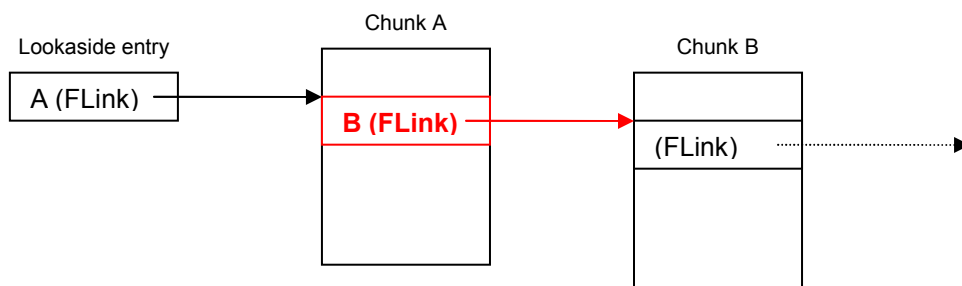 Lookaside entry
Chunk A
Chunk B
A (FLink)
B (FLink)
(FLink)